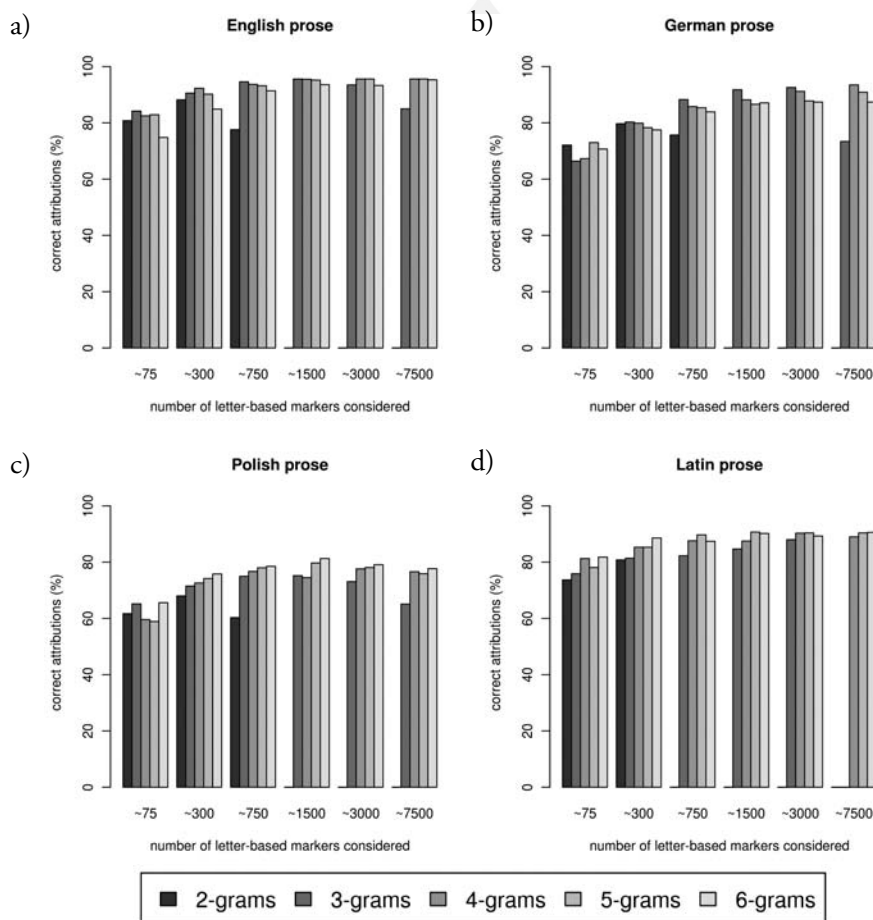 a)
English prose
correct attributions (%)
0 20 40 60 80 100
~75 ~300 ~750 ~1500 ~3000 ~7500
number of letter-based markers considered
b)
German prose
correct attributions (%)
0 20 40 60 80 100
~75 ~300 ~750 ~1500 ~3000 ~7500
number of letter-based markers considered
c)
Polish prose
correct attributions (%)
0 20 40 60 80 100
~75 ~300 ~750 ~1500 ~3000 ~7500
number of letter-based markers considered
d)
Latin prose
correct attributions (%)
0 20 40 60 80 100
~75 ~300 ~750 ~1500 ~3000 ~7500
number of letter-based markers considered
2-grams 3-grams 4-grams 5-grams 6-grams